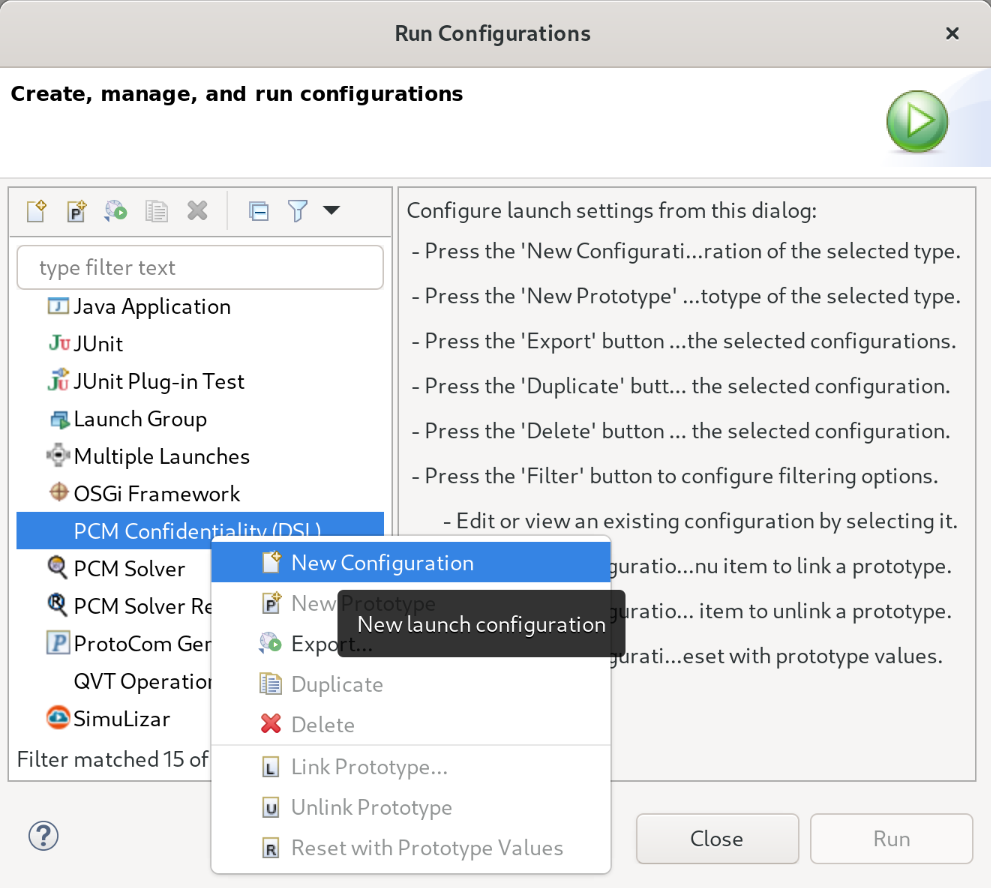 Run Configurations
Create, manage, and run configurations
type filter text
Java Application
JUnit
JUnit Plug-in Test
Launch Group
Multiple Launches
OSGi Framework
PCM Confidentiality (DSL)
PCM Solver
PCM Solver Re
ProtoCom Ger
QVT Operation
SimuLizar
Filter matched 15 of
New Configuration
New Prototype
New launch configuration
Export...
Duplicate
Delete
Link Prototype...
Unlink Prototype
Reset with Prototype Values
Configure launch settings from this dialog:
- Press the 'New Configurati...ration of the selected type.
- Press the 'New Prototype' ...totype of the selected type.
- Press the 'Export' button ...the selected configurations.
- Press the 'Duplicate' butt... the selected configuration.
- Press the 'Delete' button ... the selected configuration.
- Press the 'Filter' button to configure filtering options.
- Edit or view an existing configuration by selecting it.
guratio...nu item to link a prototype.
guratio... item to unlink a prototype.
gurati...eset with prototype values.
Close
Run